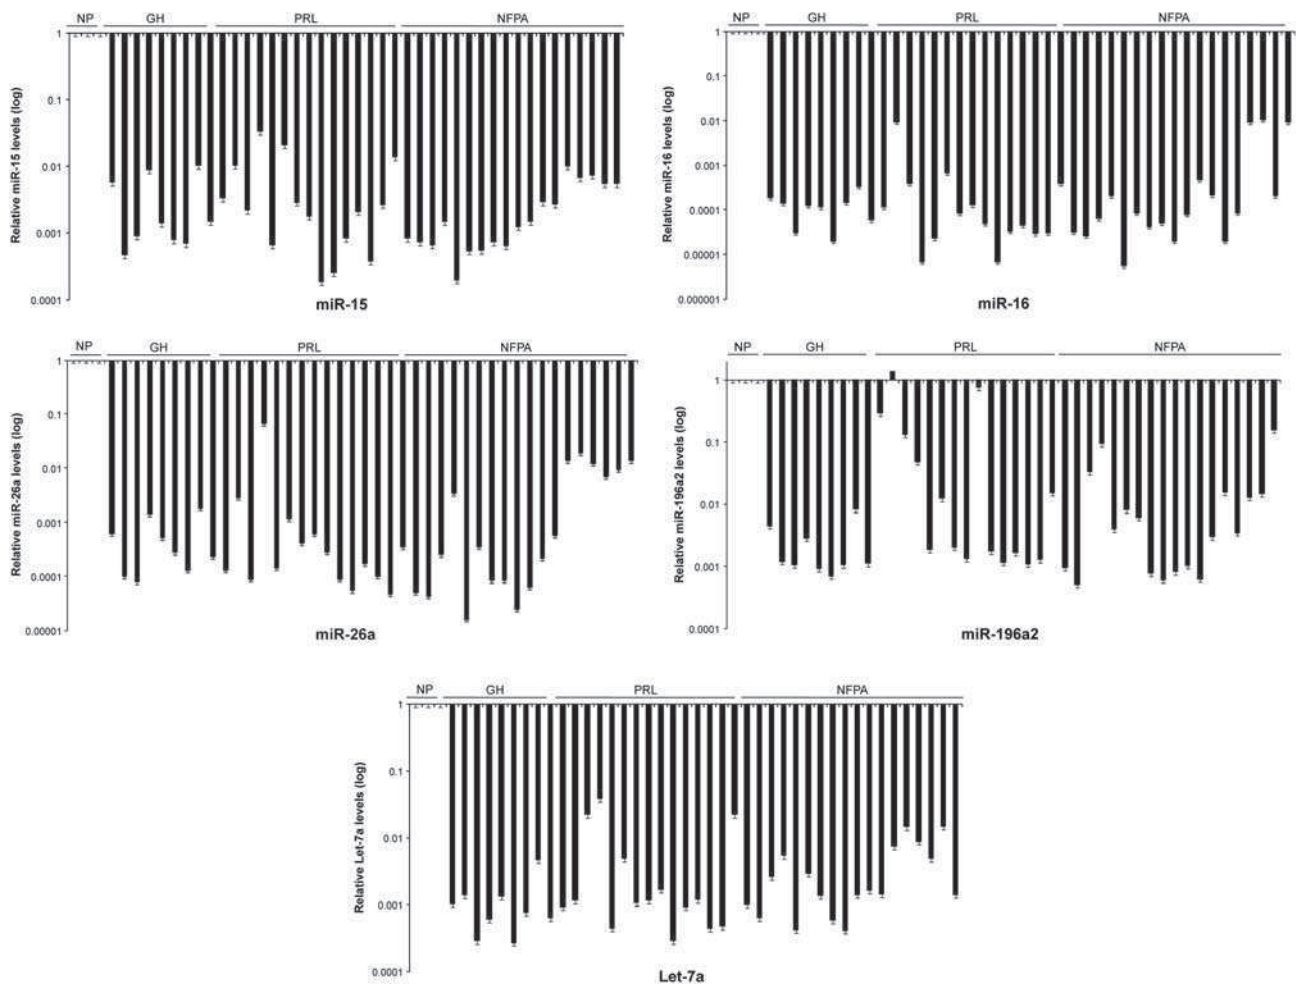 NP GH PRL NFPA
1
0.1
0.01
0.001
0.0001
Relative miR-15 levels (log)
miR-15
NP GH PRL NFPA
1
0.1
0.01
0.001
0.0001
0.00001
0.000001
Relative miR-16 levels (log)
miR-16
NP GH PRL NFPA
1
0.1
0.01
0.001
0.0001
0.00001
Relative miR-26a levels (log)
miR-26a
NP GH PRL NFPA
1
0.1
0.01
0.001
0.0001
Relative miR-196a2 levels (log)
miR-196a2
NP GH PRL NFPA
1
0.1
0.01
0.001
0.0001
Relative Let-7a levels (log)
Let-7a